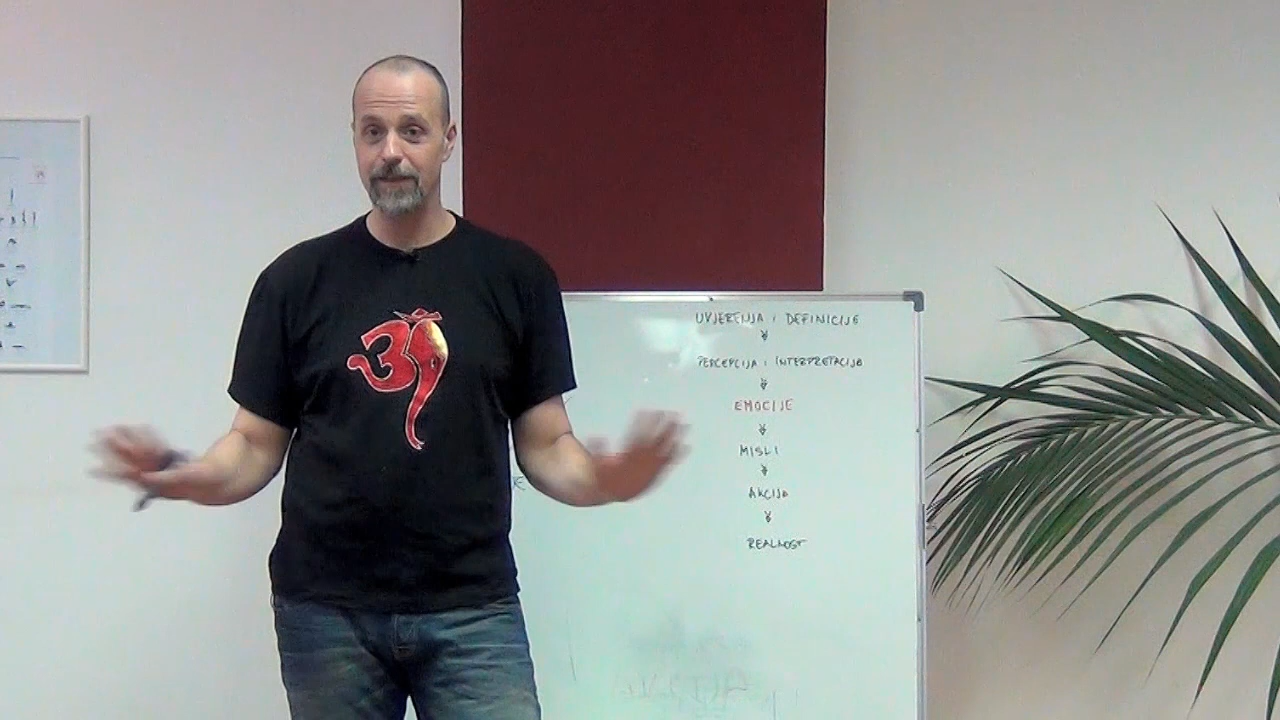 UVJERENJA I DEFINICIJE
PERCEPCIJA I INTERPRETACIJA
EMOCIJE
MISLI
AKCIJA
REALNOST